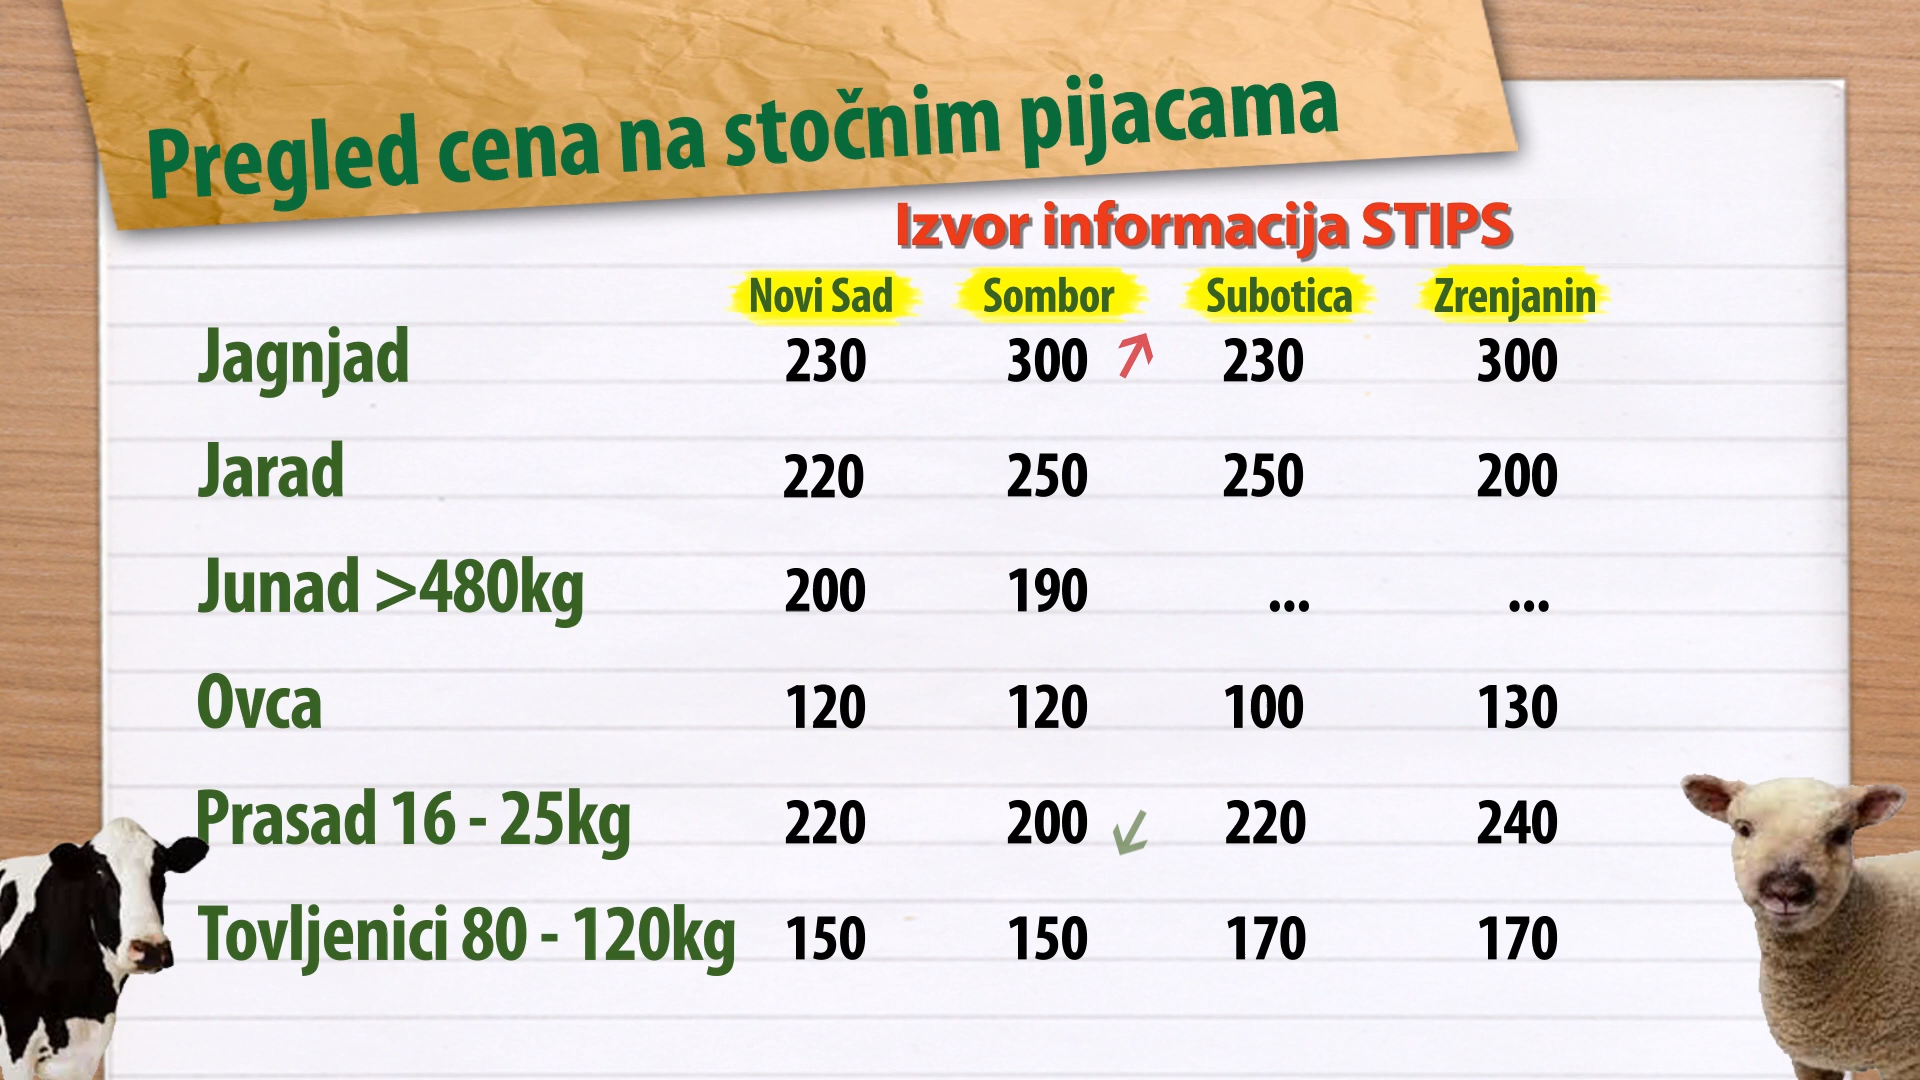 Pregled cena na stočnim pijacama
Izvor informacija STIPS
Novi Sad Sombor Subotica Zrenjanin
Jagnjad 230 300 230 300
Jarad 220 250 250 200
Junad >480kg 200 190 ... ...
Ovca 120 120 100 130
Prasad 16 - 25kg 220 200 220 240
Tovljenici 80 - 120kg 150 150 170 170